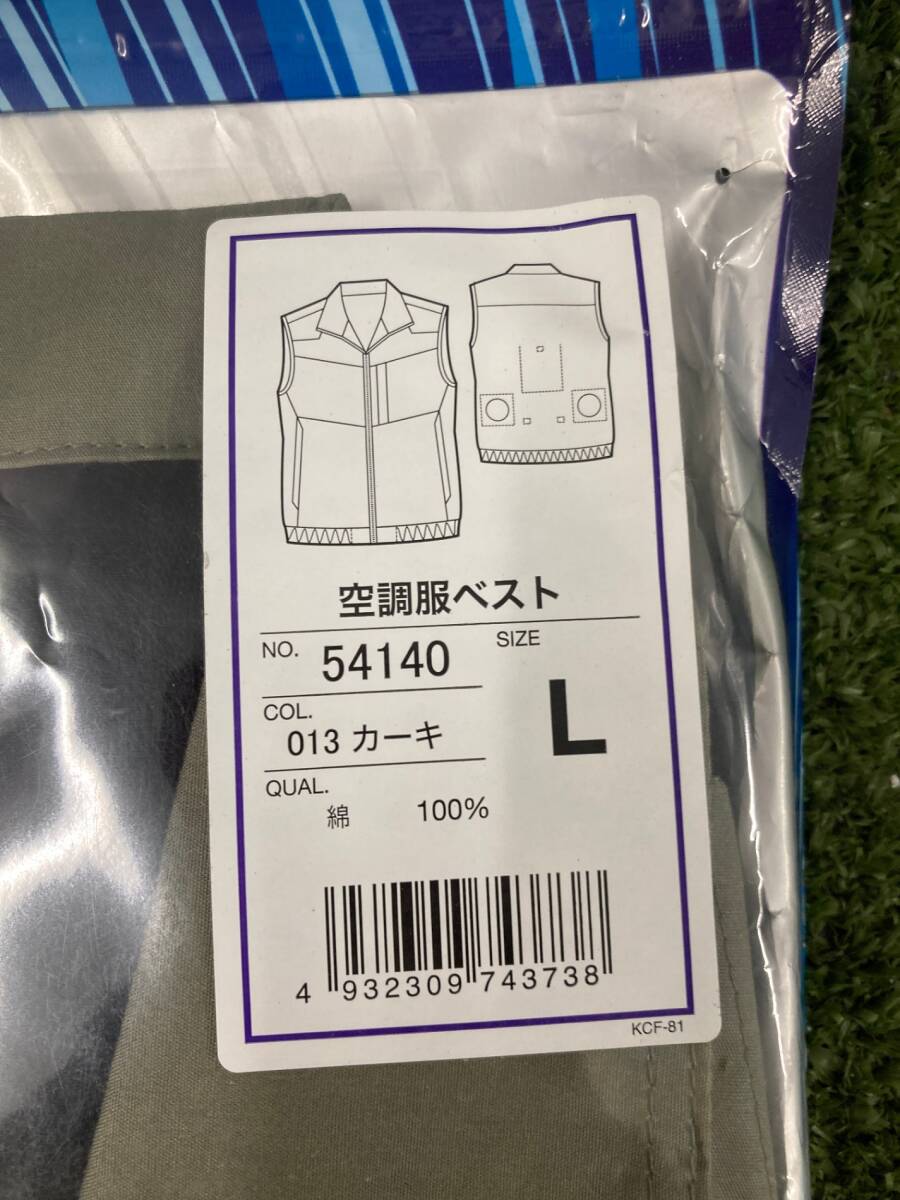 空調服ベスト
NO. 54140
SIZE
L
COL.
013 カーキ
QUAL.
綿 100%
4 932309 743738
KCF-81